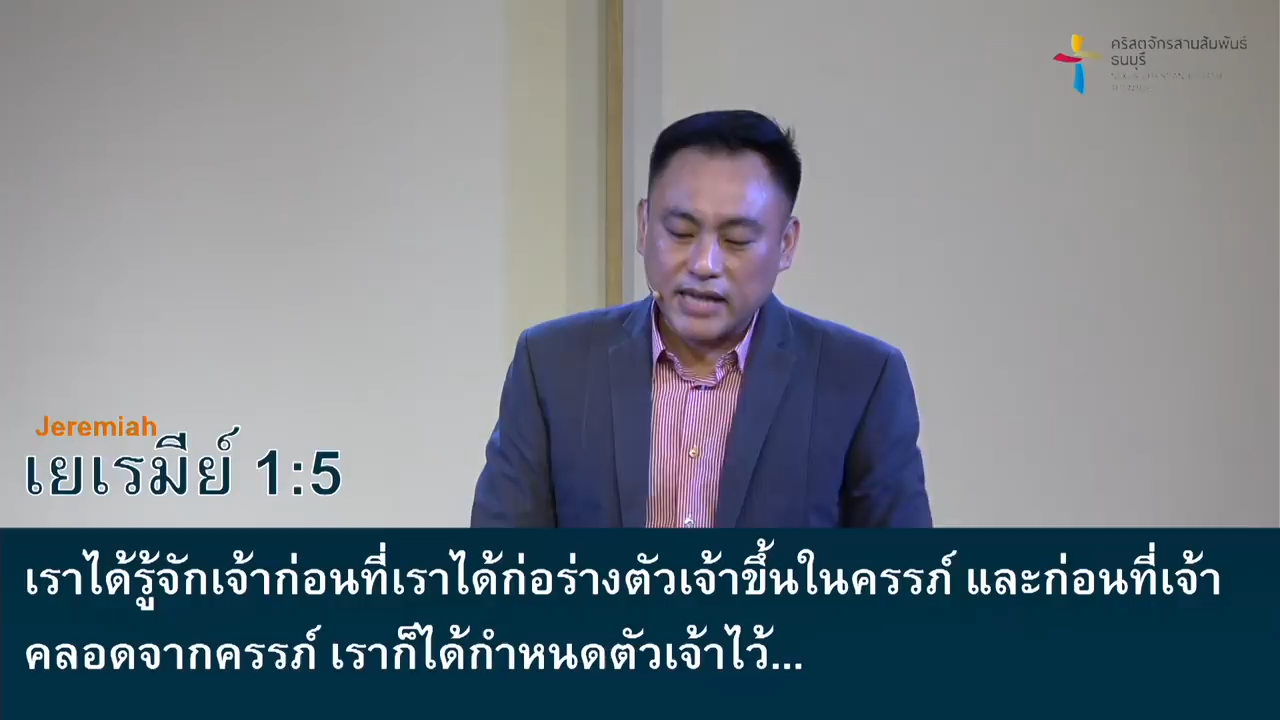 คริสตจักรสานสัมพันธ์
ธนบุรี
Jeremiah
เยเรมีย์ 1:5
เราได้รู้จักเจ้าก่อนที่เราได้ก่อร่างตัวเจ้าขึ้นในครรภ์ และก่อนที่เจ้า
คลอดจากครรภ์ เราก็ได้กำหนดตัวเจ้าไว้...